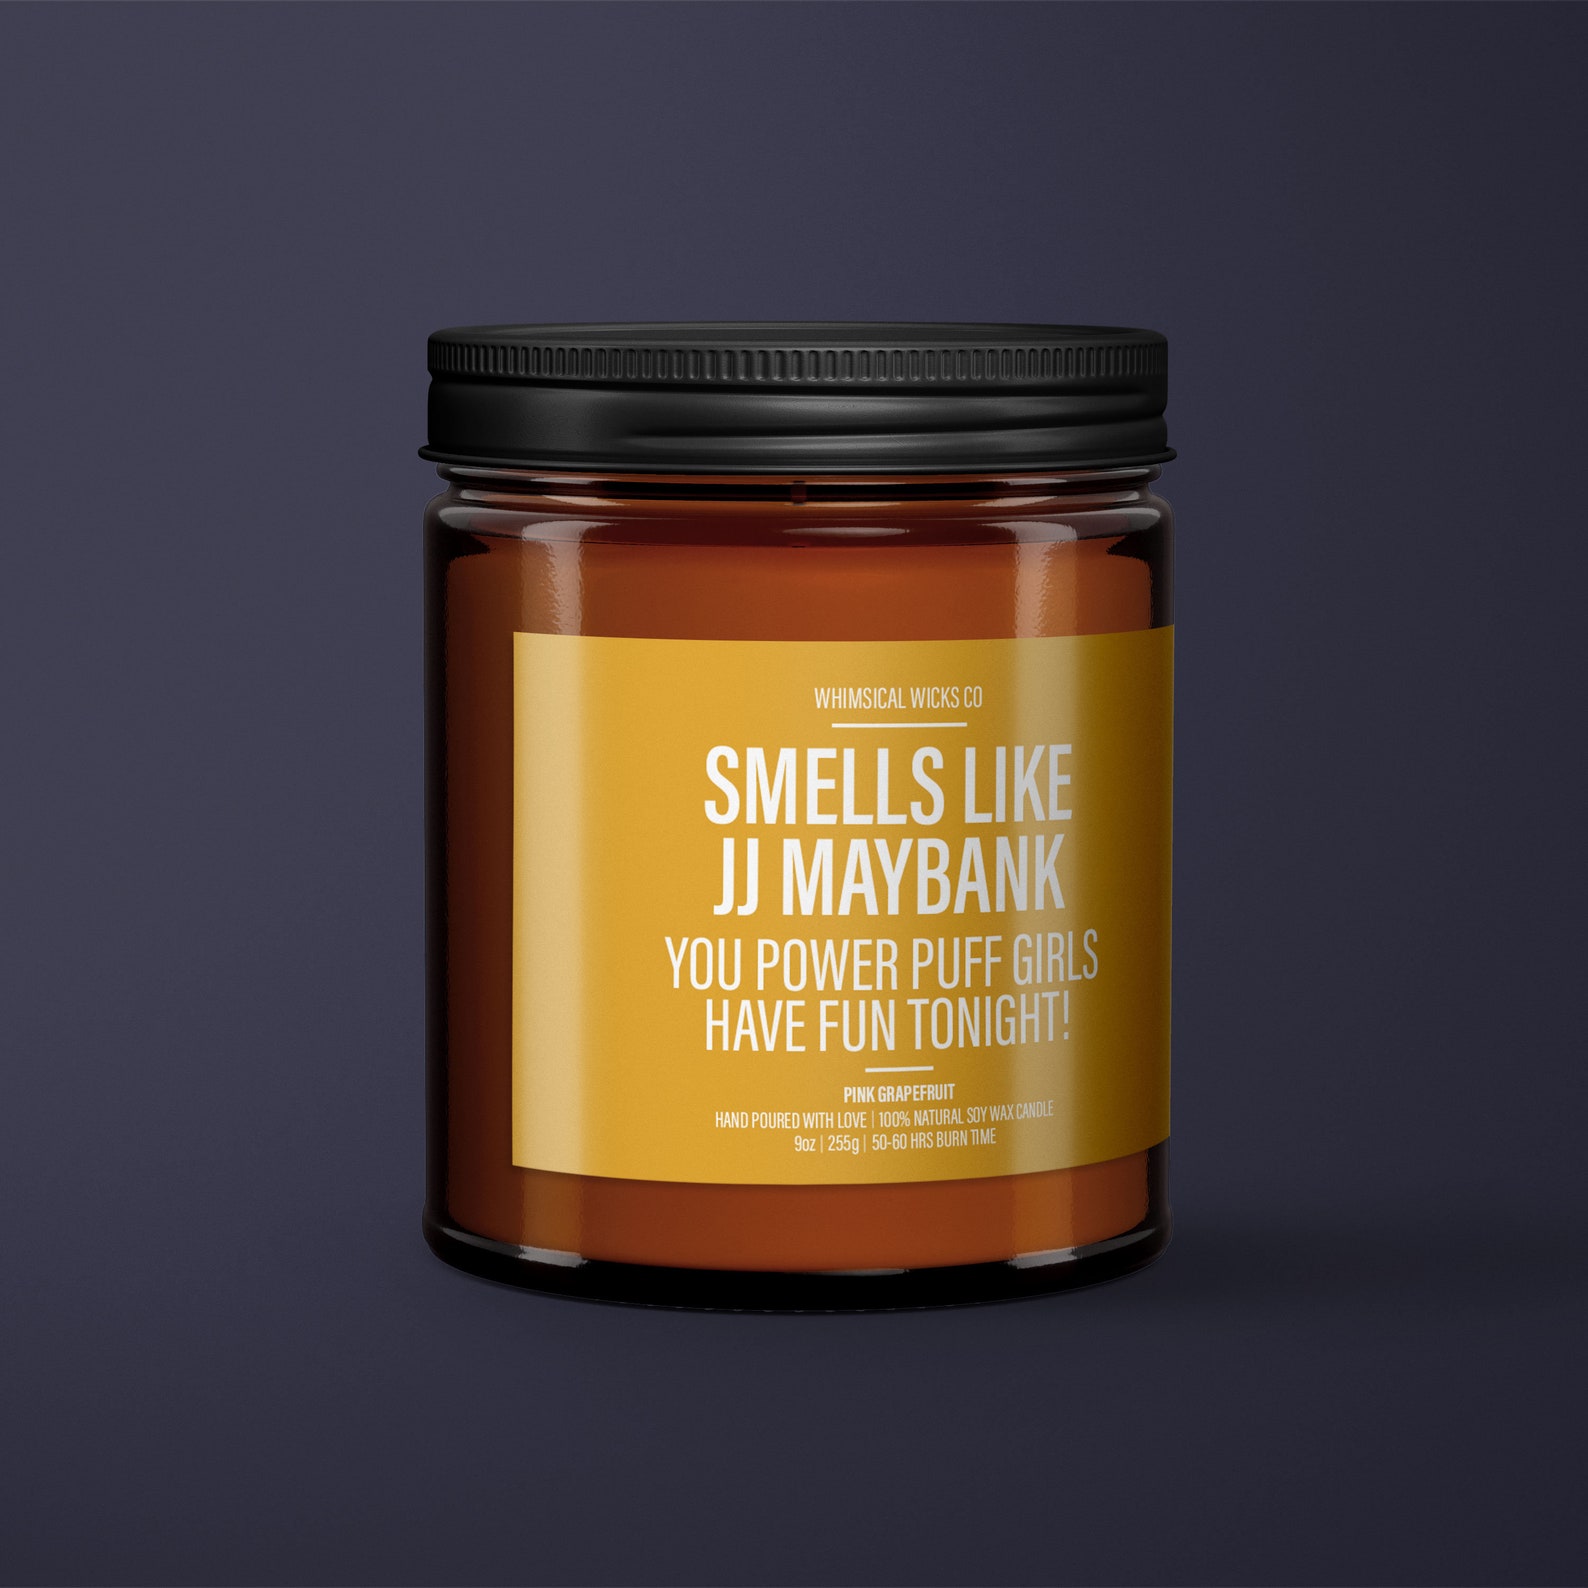 WHIMSICAL WICKS CO
SMELLS LIKE
JJ MAYBANK
YOU POWER PUFF GIRLS
HAVE FUN TONIGHT!
PINK GRAPEFRUIT
HAND POURED WITH LOVE | 100% NATURAL SOY WAX CANDLE
9oz | 255g | 50-60 HRS BURN TIME